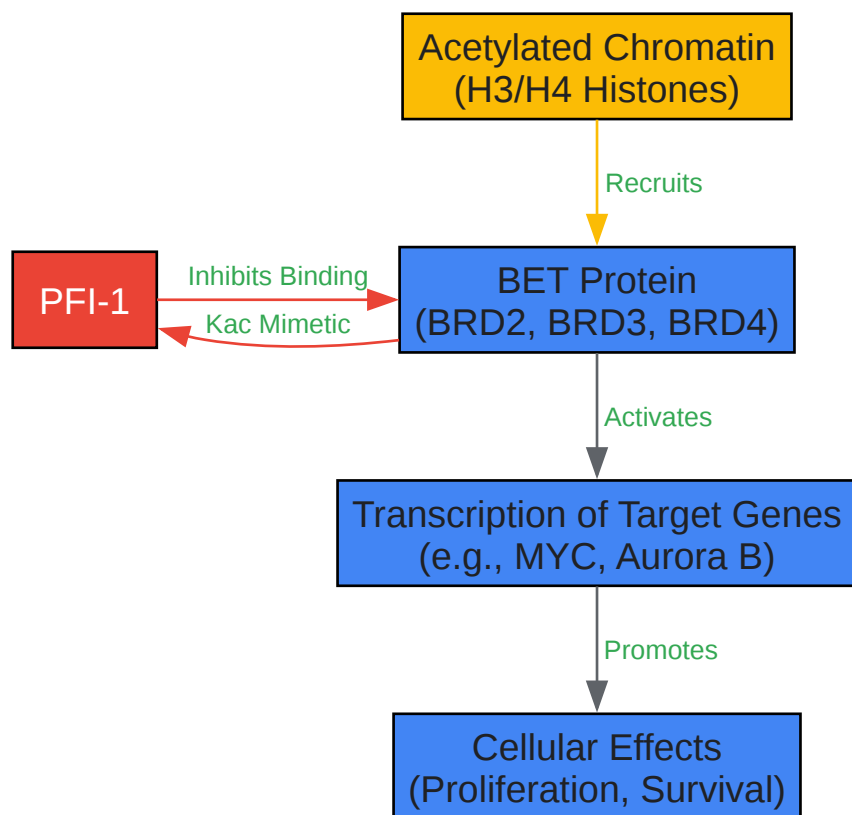 Acetylated Chromatin
(H3/H4 Histones)
Recruits
PFI-1
Inhibits Binding
Kac Mimetic
BET Protein
(BRD2, BRD3, BRD4)
Activates
Transcription of Target Genes
(e.g., MYC, Aurora B)
Promotes
Cellular Effects
(Proliferation, Survival)